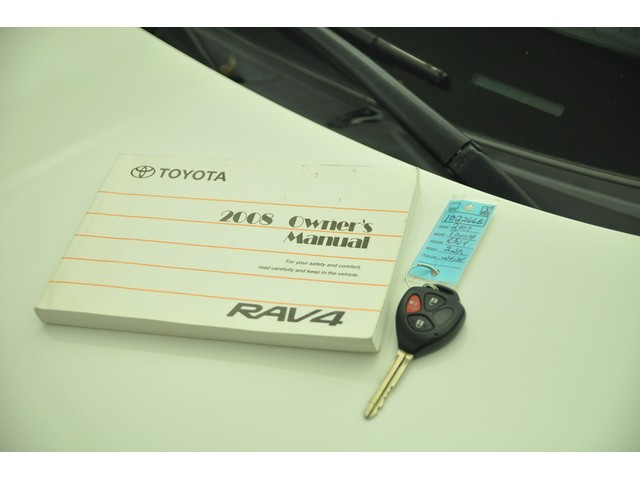 TOYOTA
2008 Owner's
Manual
For your safety and comfort,
read carefully and keep in the vehicle.
RAV4